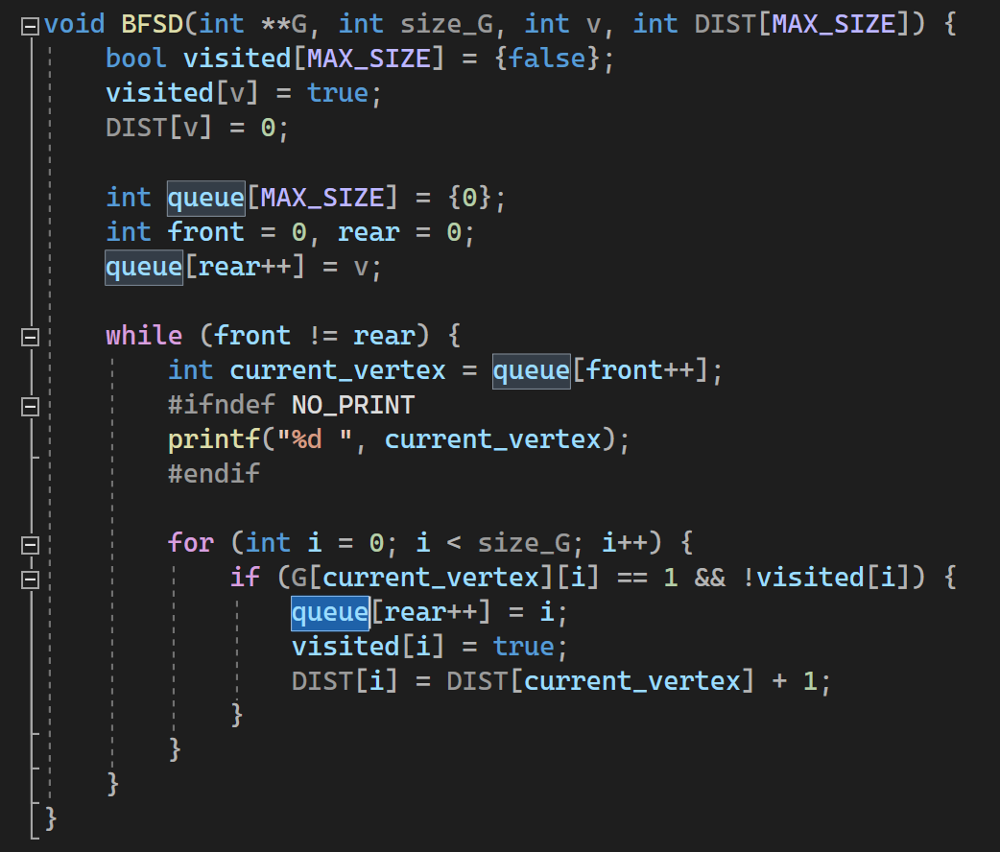 void BFSD(int **G, int size_G, int v, int DIST[MAX_SIZE]) {
    bool visited[MAX_SIZE] = {false};
    visited[v] = true;
    DIST[v] = 0;

    int queue[MAX_SIZE] = {0};
    int front = 0, rear = 0;
    queue[rear++] = v;

    while (front != rear) {
        int current_vertex = queue[front++];
        #ifndef NO_PRINT
        printf("%d ", current_vertex);
        #endif

        for (int i = 0; i < size_G; i++) {
            if (G[current_vertex][i] == 1 && !visited[i]) {
                queue[rear++] = i;
                visited[i] = true;
                DIST[i] = DIST[current_vertex] + 1;
            }
        }
    }
}